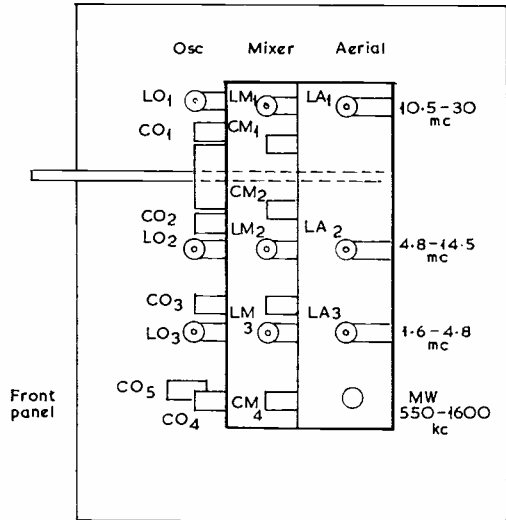 Osc Mixer Aerial
LO1 LM1 LA1 10.5-30
mc
CO1 CM1
CM2
CO2
LO2 LM2 LA2 4.8-14.5
mc
CO3
LM LA3 1.6-4.8
LO3 3 mc
CO5
Front MW
panel CM 550-1600
CO4 4 kc